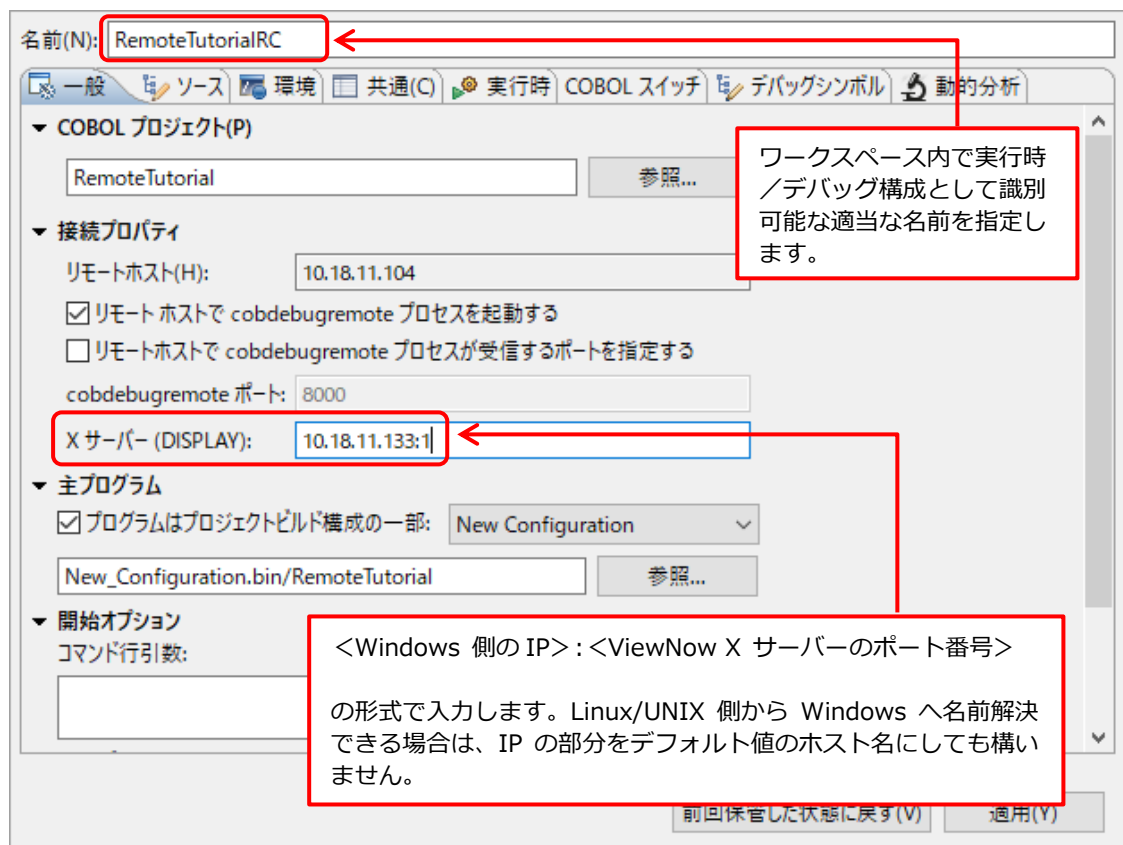 名前(N): RemoteTutorialRC
一般 ソース 環境 共通(C) 実行時 COBOL スイッチ デバッグシンボル 動的分析
COBOL プロジェクト(P)
RemoteTutorial 参照...
ワークスペース内で実行時
／デバッグ構成として識別
可能な適当な名前を指定し
ます。
接続プロパティ
リモートホスト(H): 10.18.11.104
リモート ホストで cobdebugremote プロセスを起動する
リモートホストで cobdebugremote プロセスが受信するポートを指定する
cobdebugremote ポート: 8000
X サーバー (DISPLAY): 10.18.11.133:1
主プログラム
プログラムはプロジェクトビルド構成の一部: New Configuration
New_Configuration.bin/RemoteTutorial 参照...
開始オプション
コマンド行引数:
＜Windows 側の IP＞:＜ViewNow X サーバーのポート番号＞
の形式で入力します。Linux/UNIX 側から Windows へ名前解決
できる場合は、IP の部分をデフォルト値のホスト名にしても構い
ません。
前回保管した状態に戻す(V) 適用(Y)